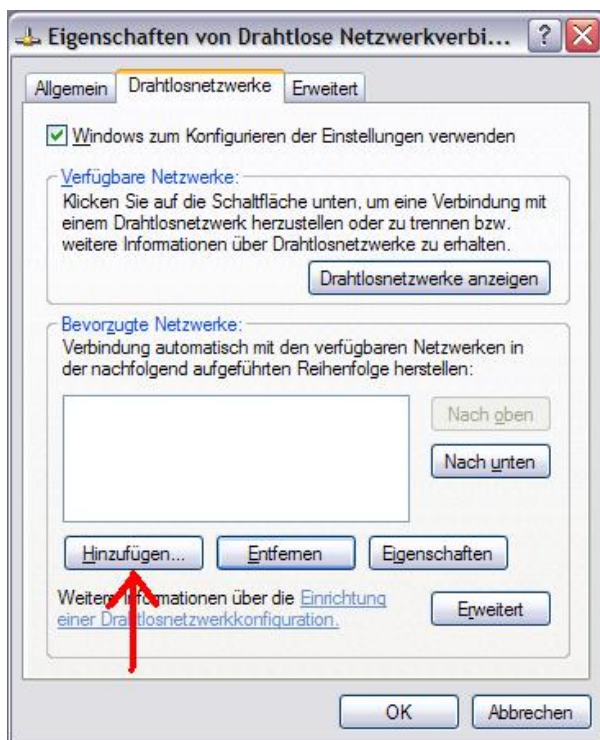 Eigenschaften von Drahtlose Netzwerkverbi... ?
Allgemein Drahtlosnetzwerke Erweitert
Windows zum Konfigurieren der Einstellungen verwenden
Verfügbare Netzwerke:
Klicken Sie auf die Schaltfläche unten, um eine Verbindung mit
einem Drahtlosnetzwerk herzustellen oder zu trennen bzw.
weitere Informationen über Drahtlosnetzwerke zu erhalten.
Drahtlosnetzwerke anzeigen
Bevorzugte Netzwerke:
Verbindung automatisch mit den verfügbaren Netzwerken in
der nachfolgend aufgeführten Reihenfolge herstellen:
Nach oben
Nach unten
Hinzufügen... Entfernen Eigenschaften
Weitere Informationen über die Einrichtung
einer Drahtlosnetzwerkkonfiguration.
Erweitert
OK Abbrechen